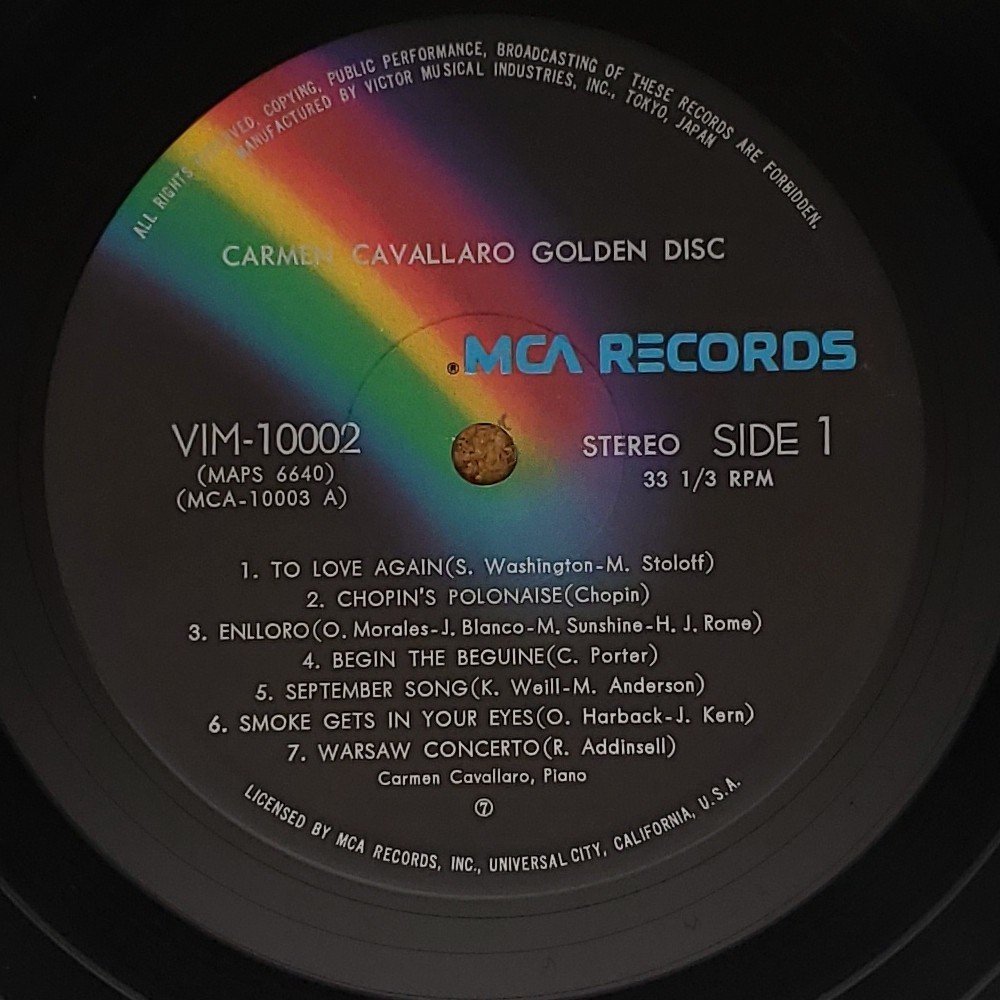 ALL RIGHTS RESERVED. COPYING, PUBLIC PERFORMANCE, BROADCASTING OF THESE RECORDS ARE FORBIDDEN.
MANUFACTURED BY VICTOR MUSICAL INDUSTRIES, INC., TOKYO, JAPAN
CARMEN CAVALLARO GOLDEN DISC
® MCA RECORDS
VIM-10002
(MAPS 6640)
(MCA-10003 A)
STEREO SIDE 1
33 1/3 RPM
1. TO LOVE AGAIN(S. Washington-M. Stoloff)
2. CHOPIN'S POLONAISE(Chopin)
3. ENLLORO(O. Morales-J. Blanco-M. Sunshine-H. J. Rome)
4. BEGIN THE BEGUINE(C. Porter)
5. SEPTEMBER SONG(K. Weill-M. Anderson)
6. SMOKE GETS IN YOUR EYES(O. Harback-J. Kern)
7. WARSAW CONCERTO(R. Addinsell)
Carmen Cavallaro, Piano
⑦
LICENSED BY MCA RECORDS, INC., UNIVERSAL CITY, CALIFORNIA, U.S.A.